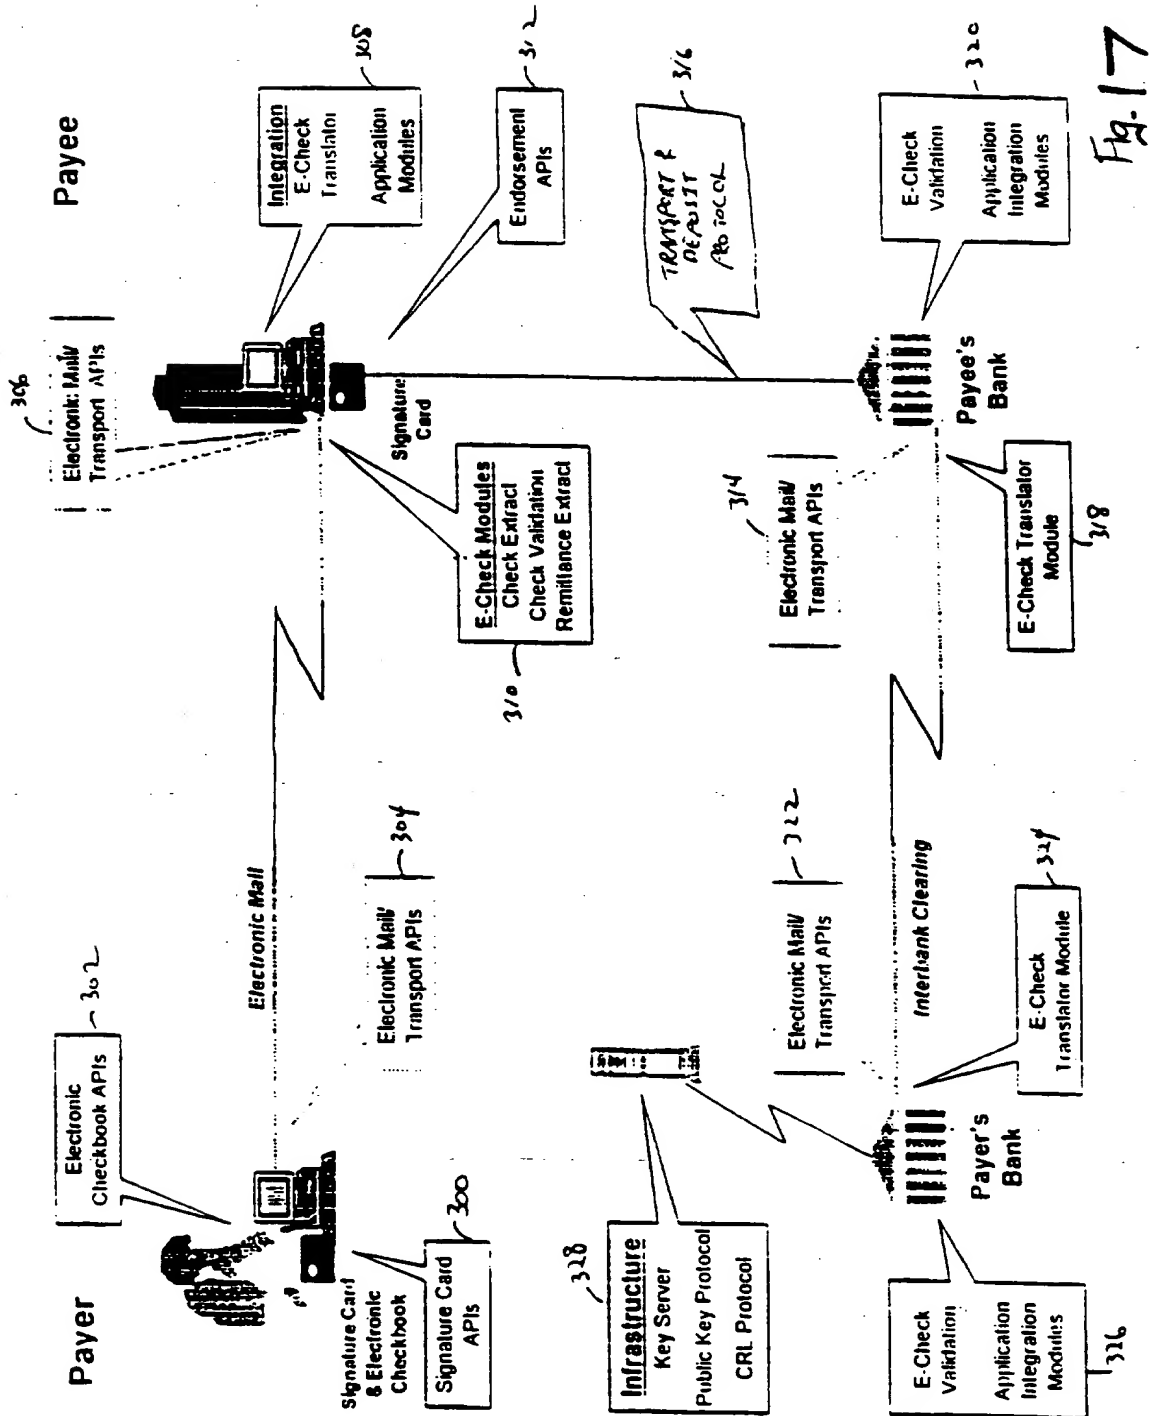 Payer
Payee
302
Electronic
Checkbook APIs
Signature Card
& Electronic
Checkbook
Signature Card
APIs
300
Electronic Mail
Electronic Mail/
Transport APIs
304
306
Electronic Mail/
Transport APIs
Integration
E-Check
Translator
Application
Modules
308
Signature
Card
E-Check Modules
Check Extract
Check Validation
Remittance Extract
310
Endorsement
APIs
312
TRANSPORT &
DEPOSIT
PROTOCOL
316
328
Infrastructure
Key Server
Public Key Protocol
CRL Protocol
Electronic Mail/
Transport APIs
322
Electronic Mail/
Transport APIs
314
Payer's
Bank
Interbank Clearing
Payee's
Bank
E-Check
Validation
Application
Integration
Modules
326
E-Check
Translator Module
324
E-Check Translator
Module
318
E-Check
Validation
Application
Integration
Modules
320
Fig. 17